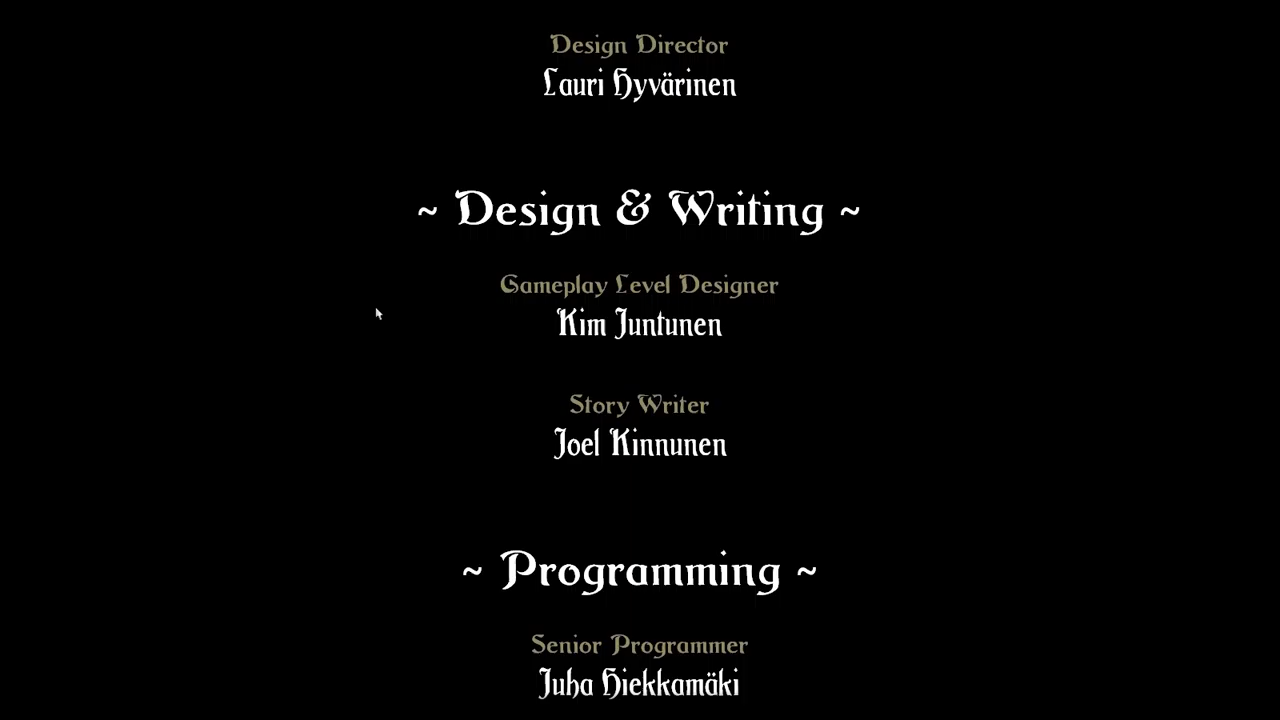 Design Director
Lauri Hyvärinen
~ Design & Writing ~
Gameplay Level Designer
Kim Juntunen
Story Writer
Joel Kinnunen
~ Programming ~
Senior Programmer
Juha Hiekkamäki